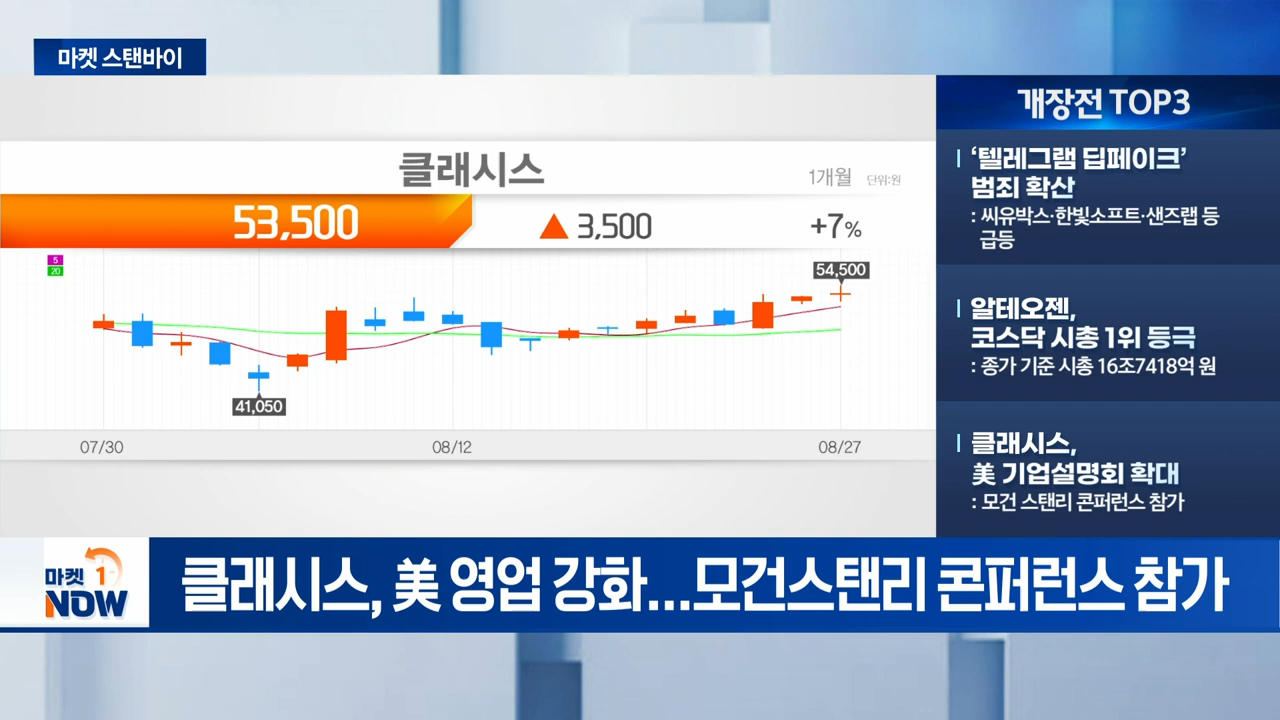 마켓 스탠바이
클래시스
1개월 단위:원
53,500 ▲ 3,500 +7%
5
20
54,500
41,050
07/30 08/12 08/27
개장전 TOP3
‘텔레그램 딥페이크’
범죄 확산
: 씨유박스·한빛소프트·샌즈랩 등
급등
알테오젠,
코스닥 시총 1위 등극
: 종가 기준 시총 16조7418억 원
클래시스,
美 기업설명회 확대
: 모건 스탠리 콘퍼런스 참가
마켓 1
NOW
클래시스, 美 영업 강화...모건스탠리 콘퍼런스 참가